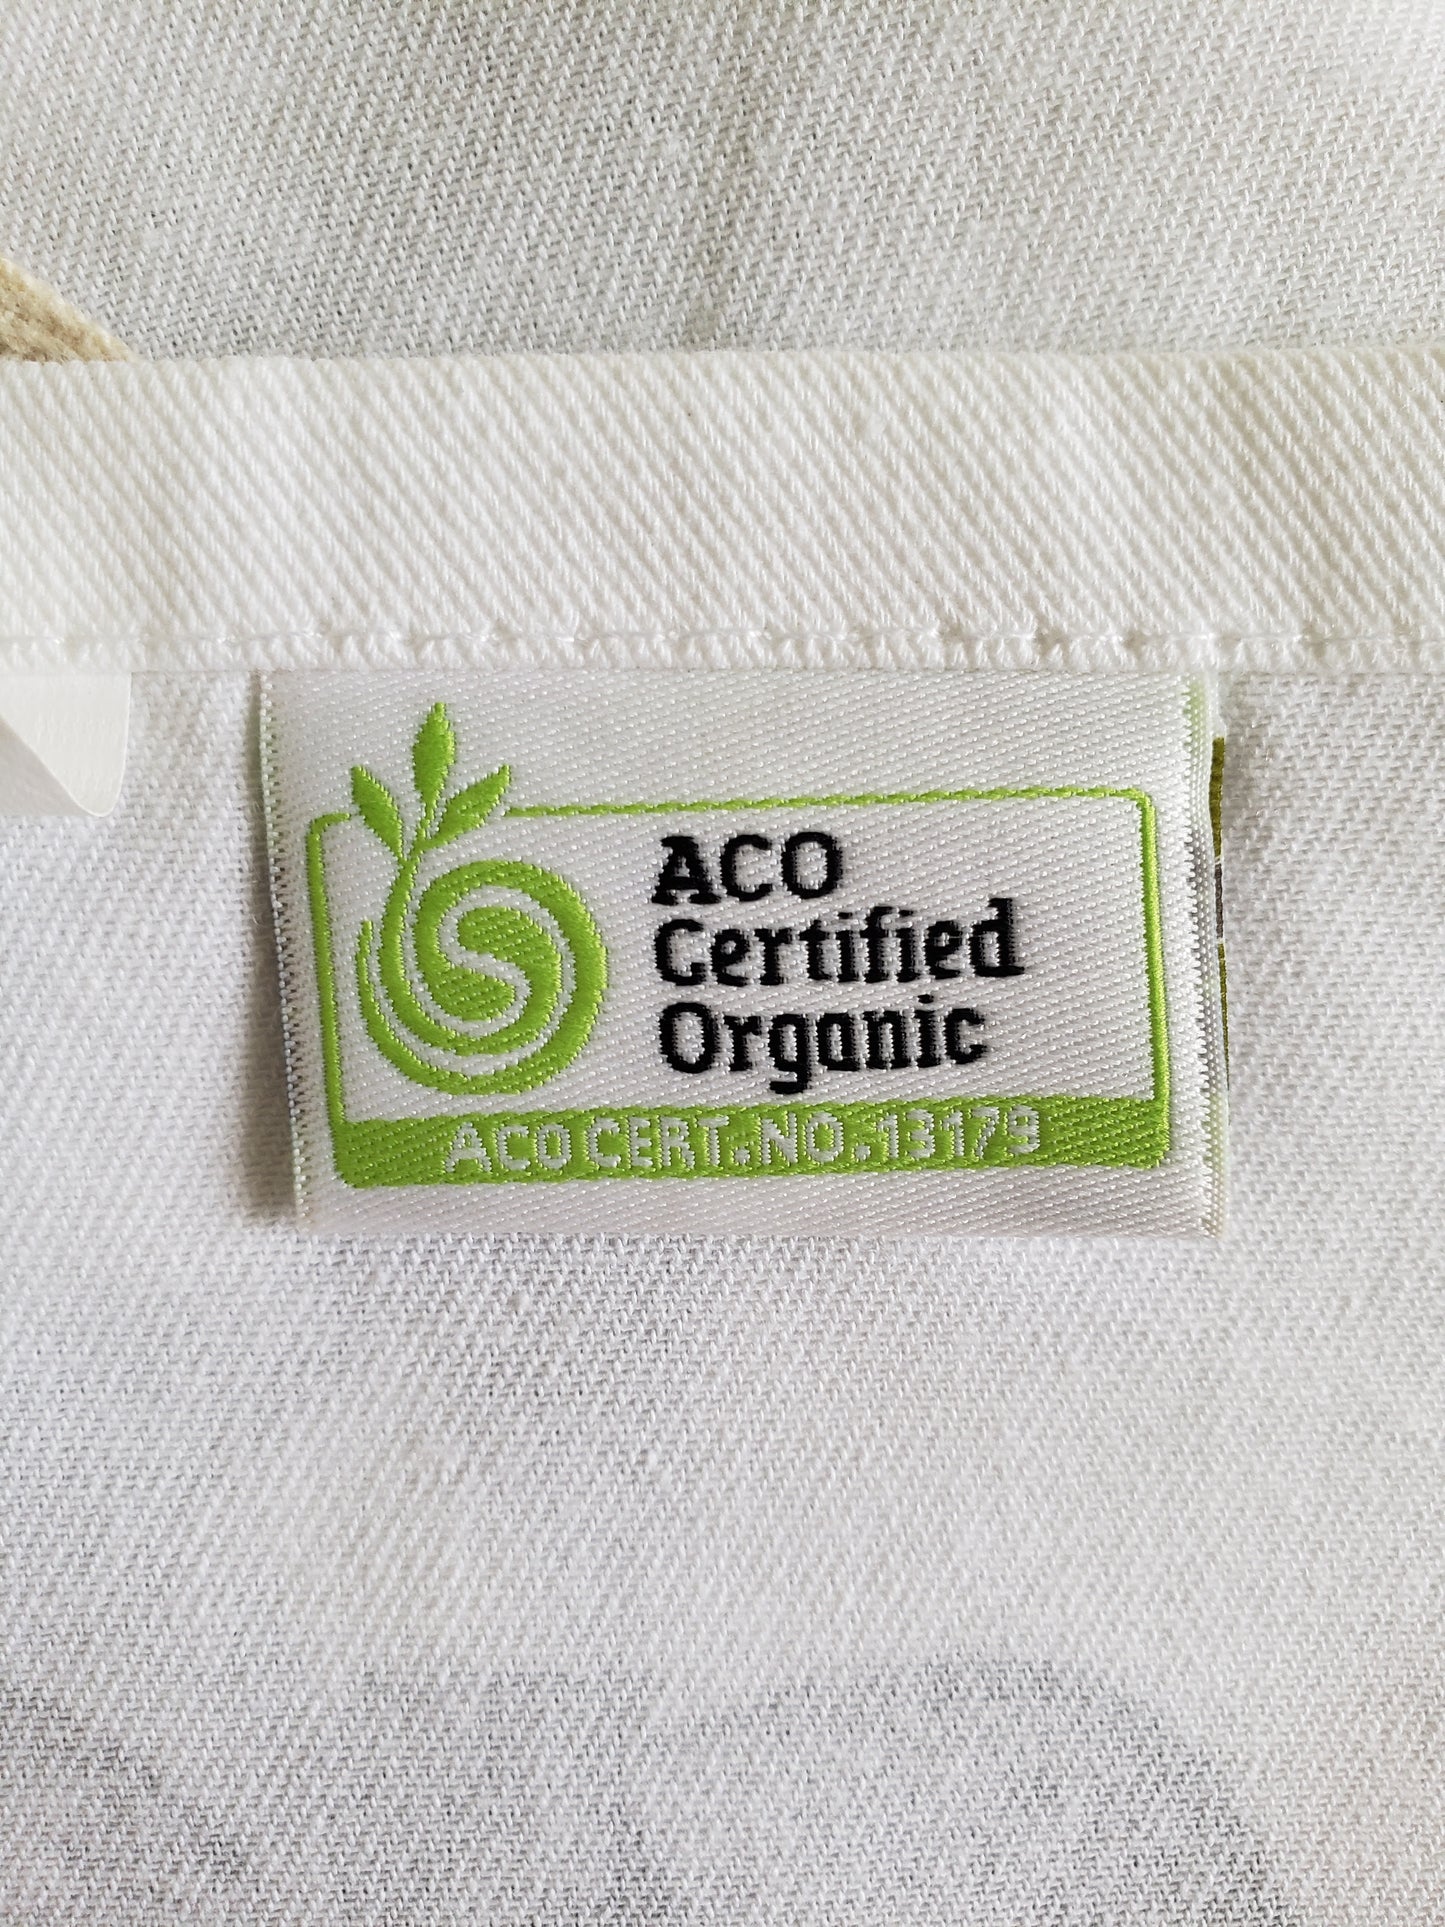 ACO
Certified
Organic
ACO CERT. NO. 13179